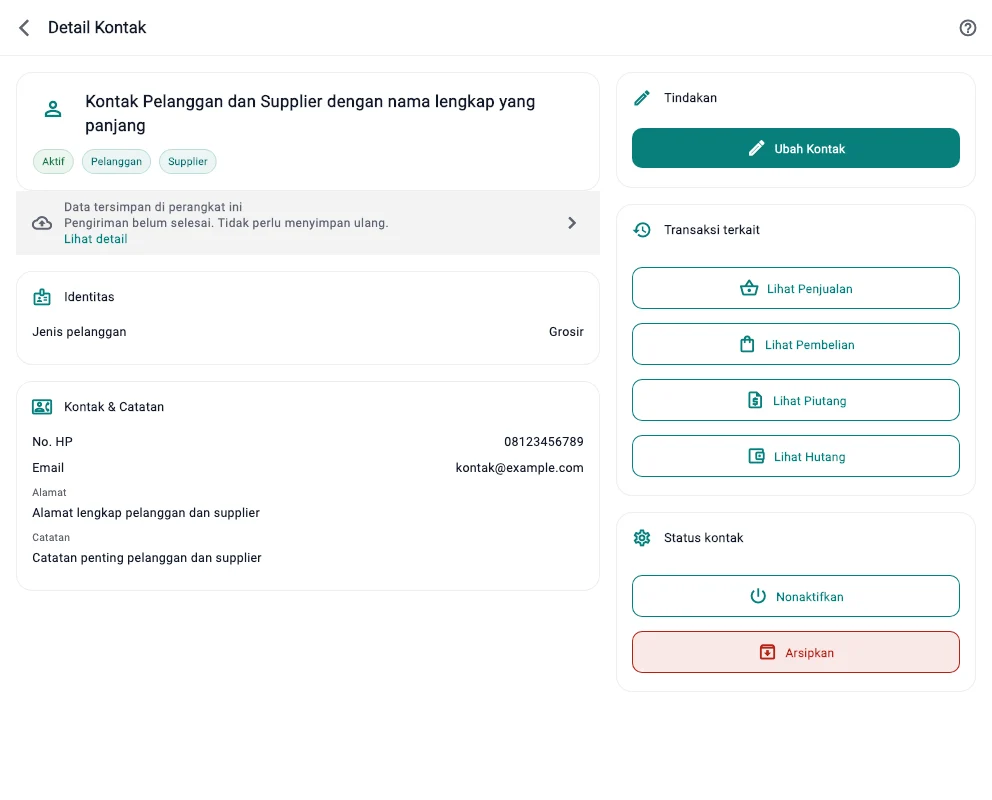 Detail Kontak
Kontak Pelanggan dan Supplier dengan nama lengkap yang
panjang
Aktif
Pelanggan
Supplier
Data tersimpan di perangkat ini
Pengiriman belum selesai. Tidak perlu menyimpan ulang.
Lihat detail
Identitas
Jenis pelanggan Grosir
Kontak & Catatan
No. HP 08123456789
Email kontak@example.com
Alamat
Alamat lengkap pelanggan dan supplier
Catatan
Catatan penting pelanggan dan supplier
Tindakan
Ubah Kontak
Transaksi terkait
Lihat Penjualan
Lihat Pembelian
Lihat Piutang
Lihat Hutang
Status kontak
Nonaktifkan
Arsipkan